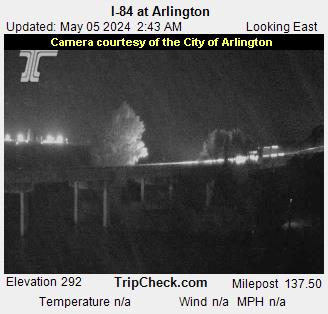 I-84 at Arlington
Updated: May 05 2024 2:43 AM Looking East
Camera courtesy of the City of Arlington
Elevation 292 TripCheck.com Milepost 137.50
Temperature n/a Wind n/a MPH n/a